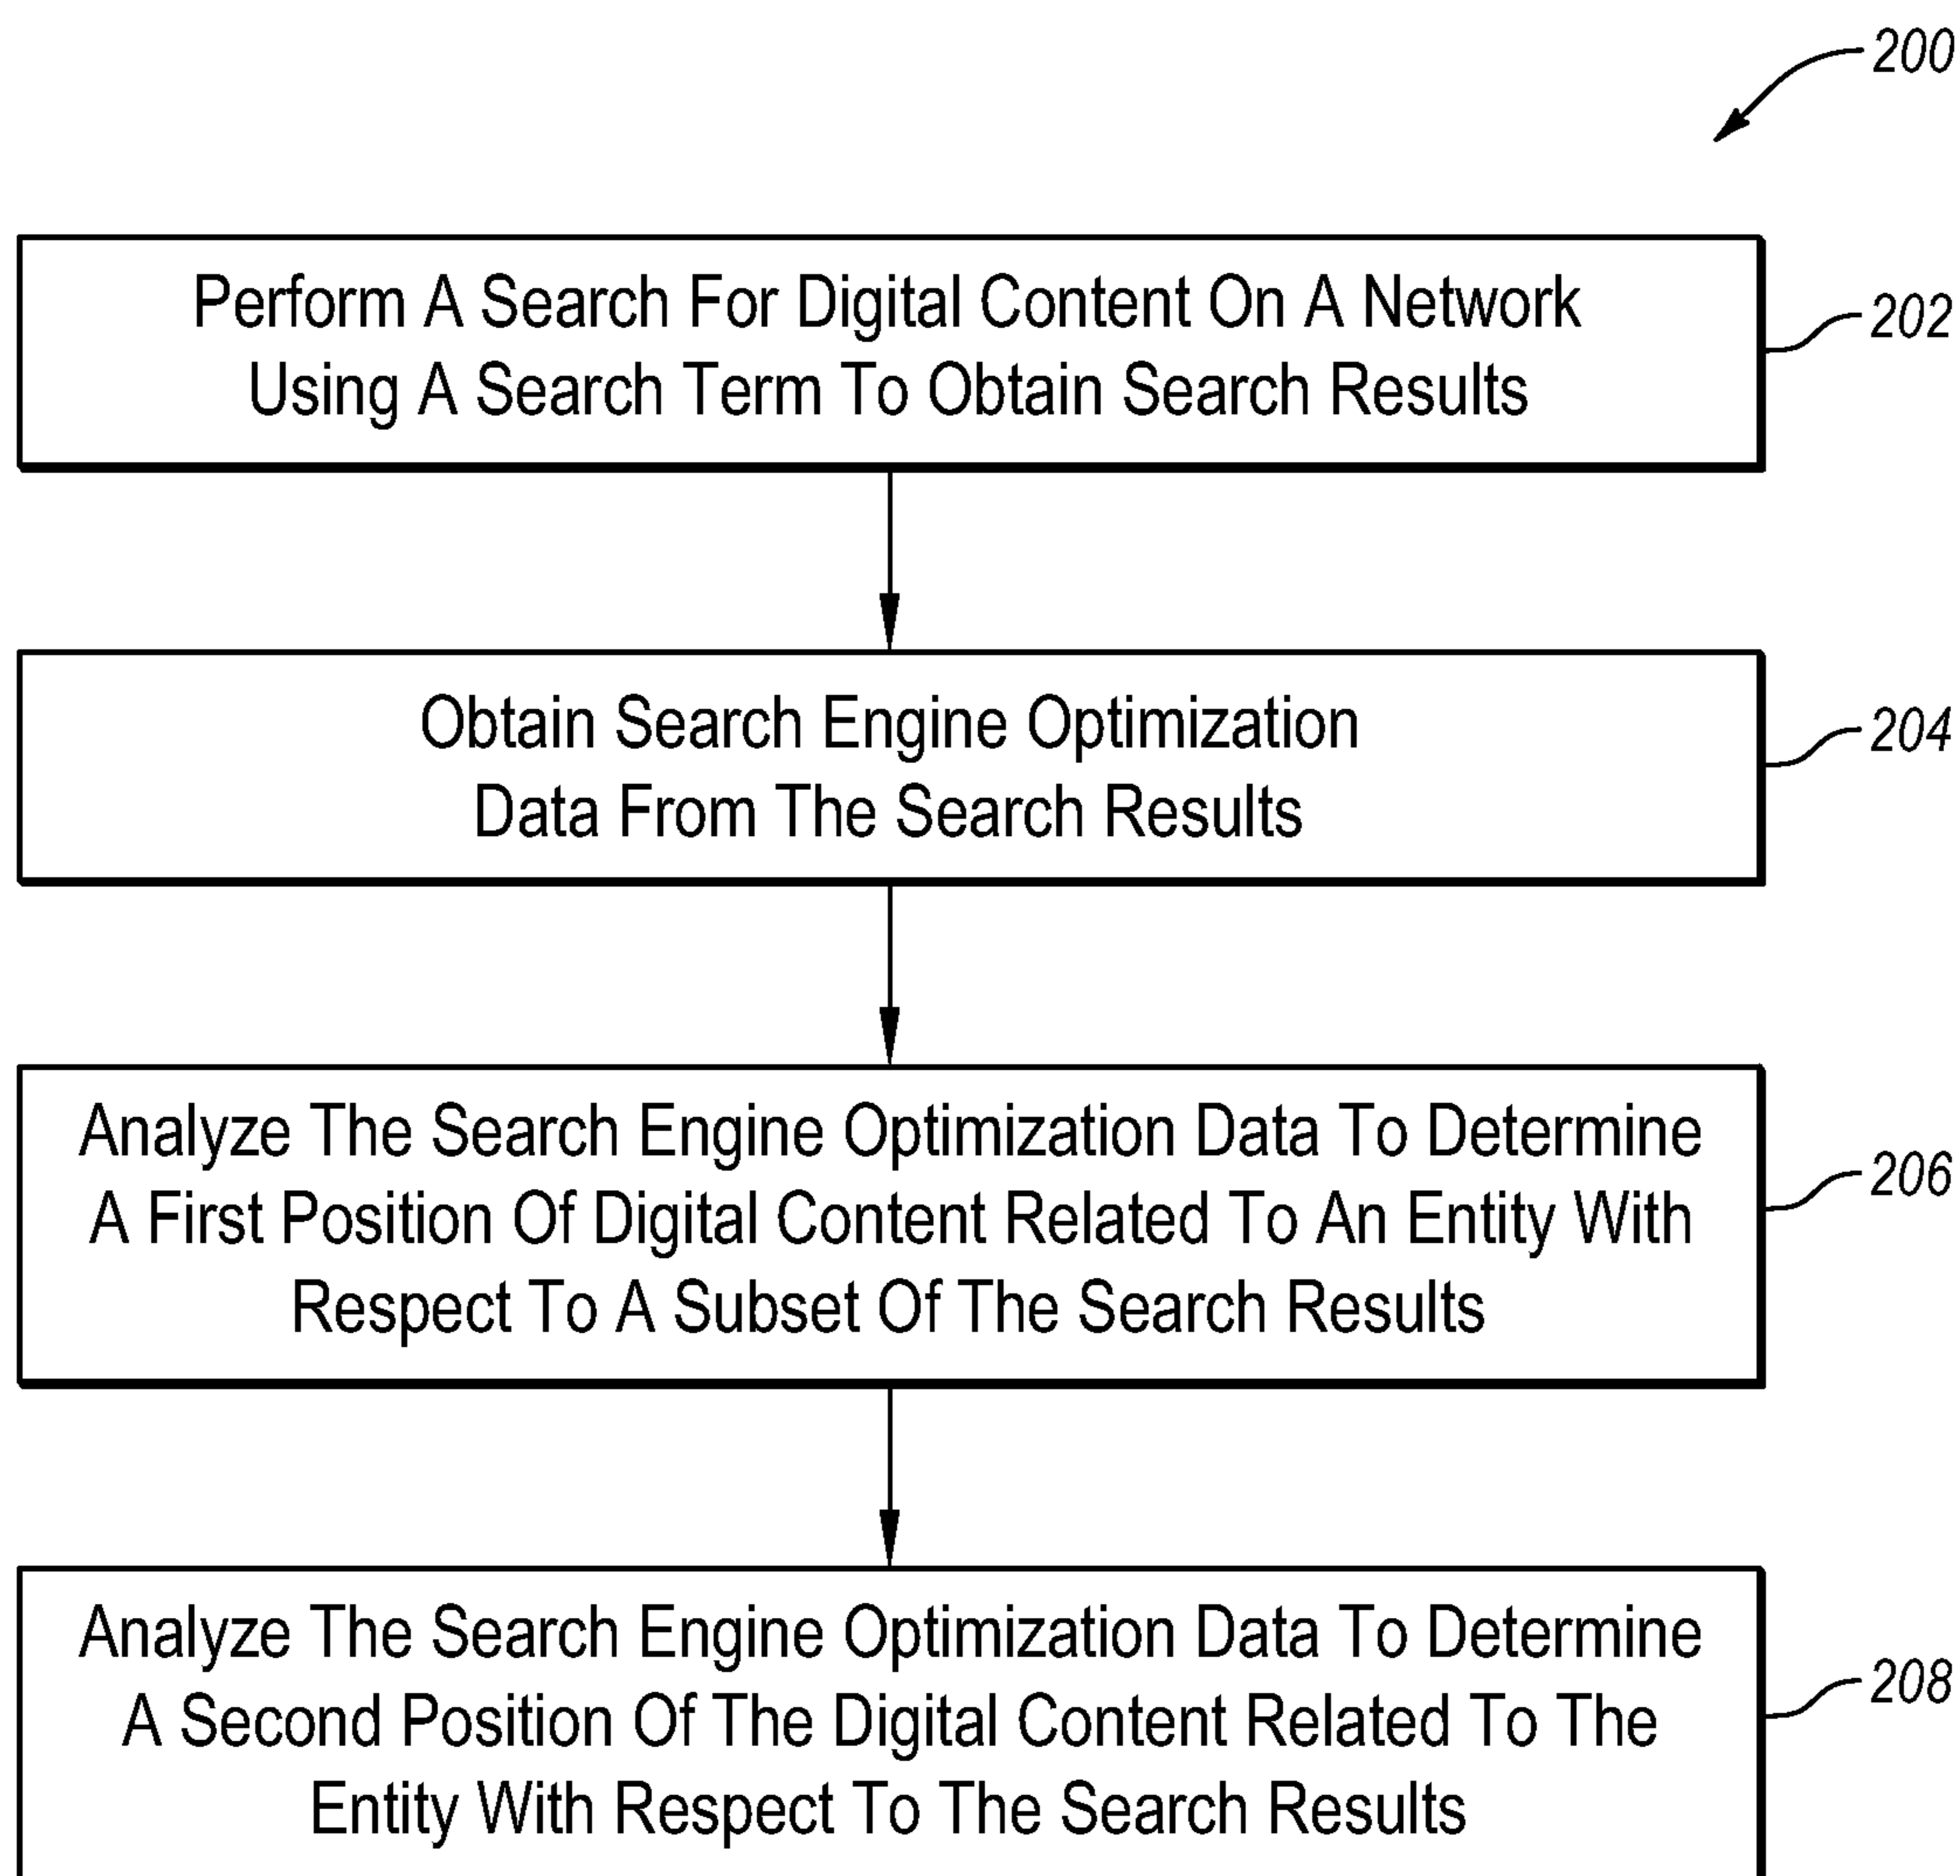 200
Perform A Search For Digital Content On A Network
Using A Search Term To Obtain Search Results
202
Obtain Search Engine Optimization
Data From The Search Results
204
Analyze The Search Engine Optimization Data To Determine
A First Position Of Digital Content Related To An Entity With
Respect To A Subset Of The Search Results
206
Analyze The Search Engine Optimization Data To Determine
A Second Position Of The Digital Content Related To The
Entity With Respect To The Search Results
208